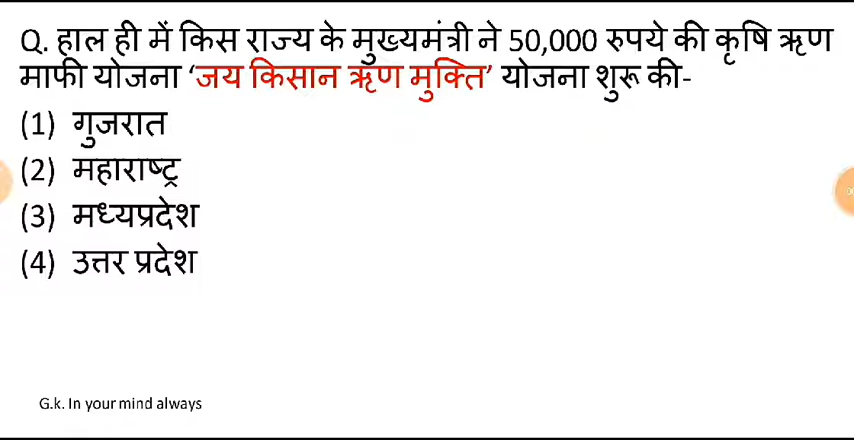 Q. हाल ही में किस राज्य के मुख्यमंत्री ने 50,000 रुपये की कृषि ऋण
माफी योजना ‘जय किसान ऋण मुक्ति’ योजना शुरू की-
(1) गुजरात
(2) महाराष्ट्र
(3) मध्यप्रदेश
(4) उत्तर प्रदेश
G.k. In your mind always